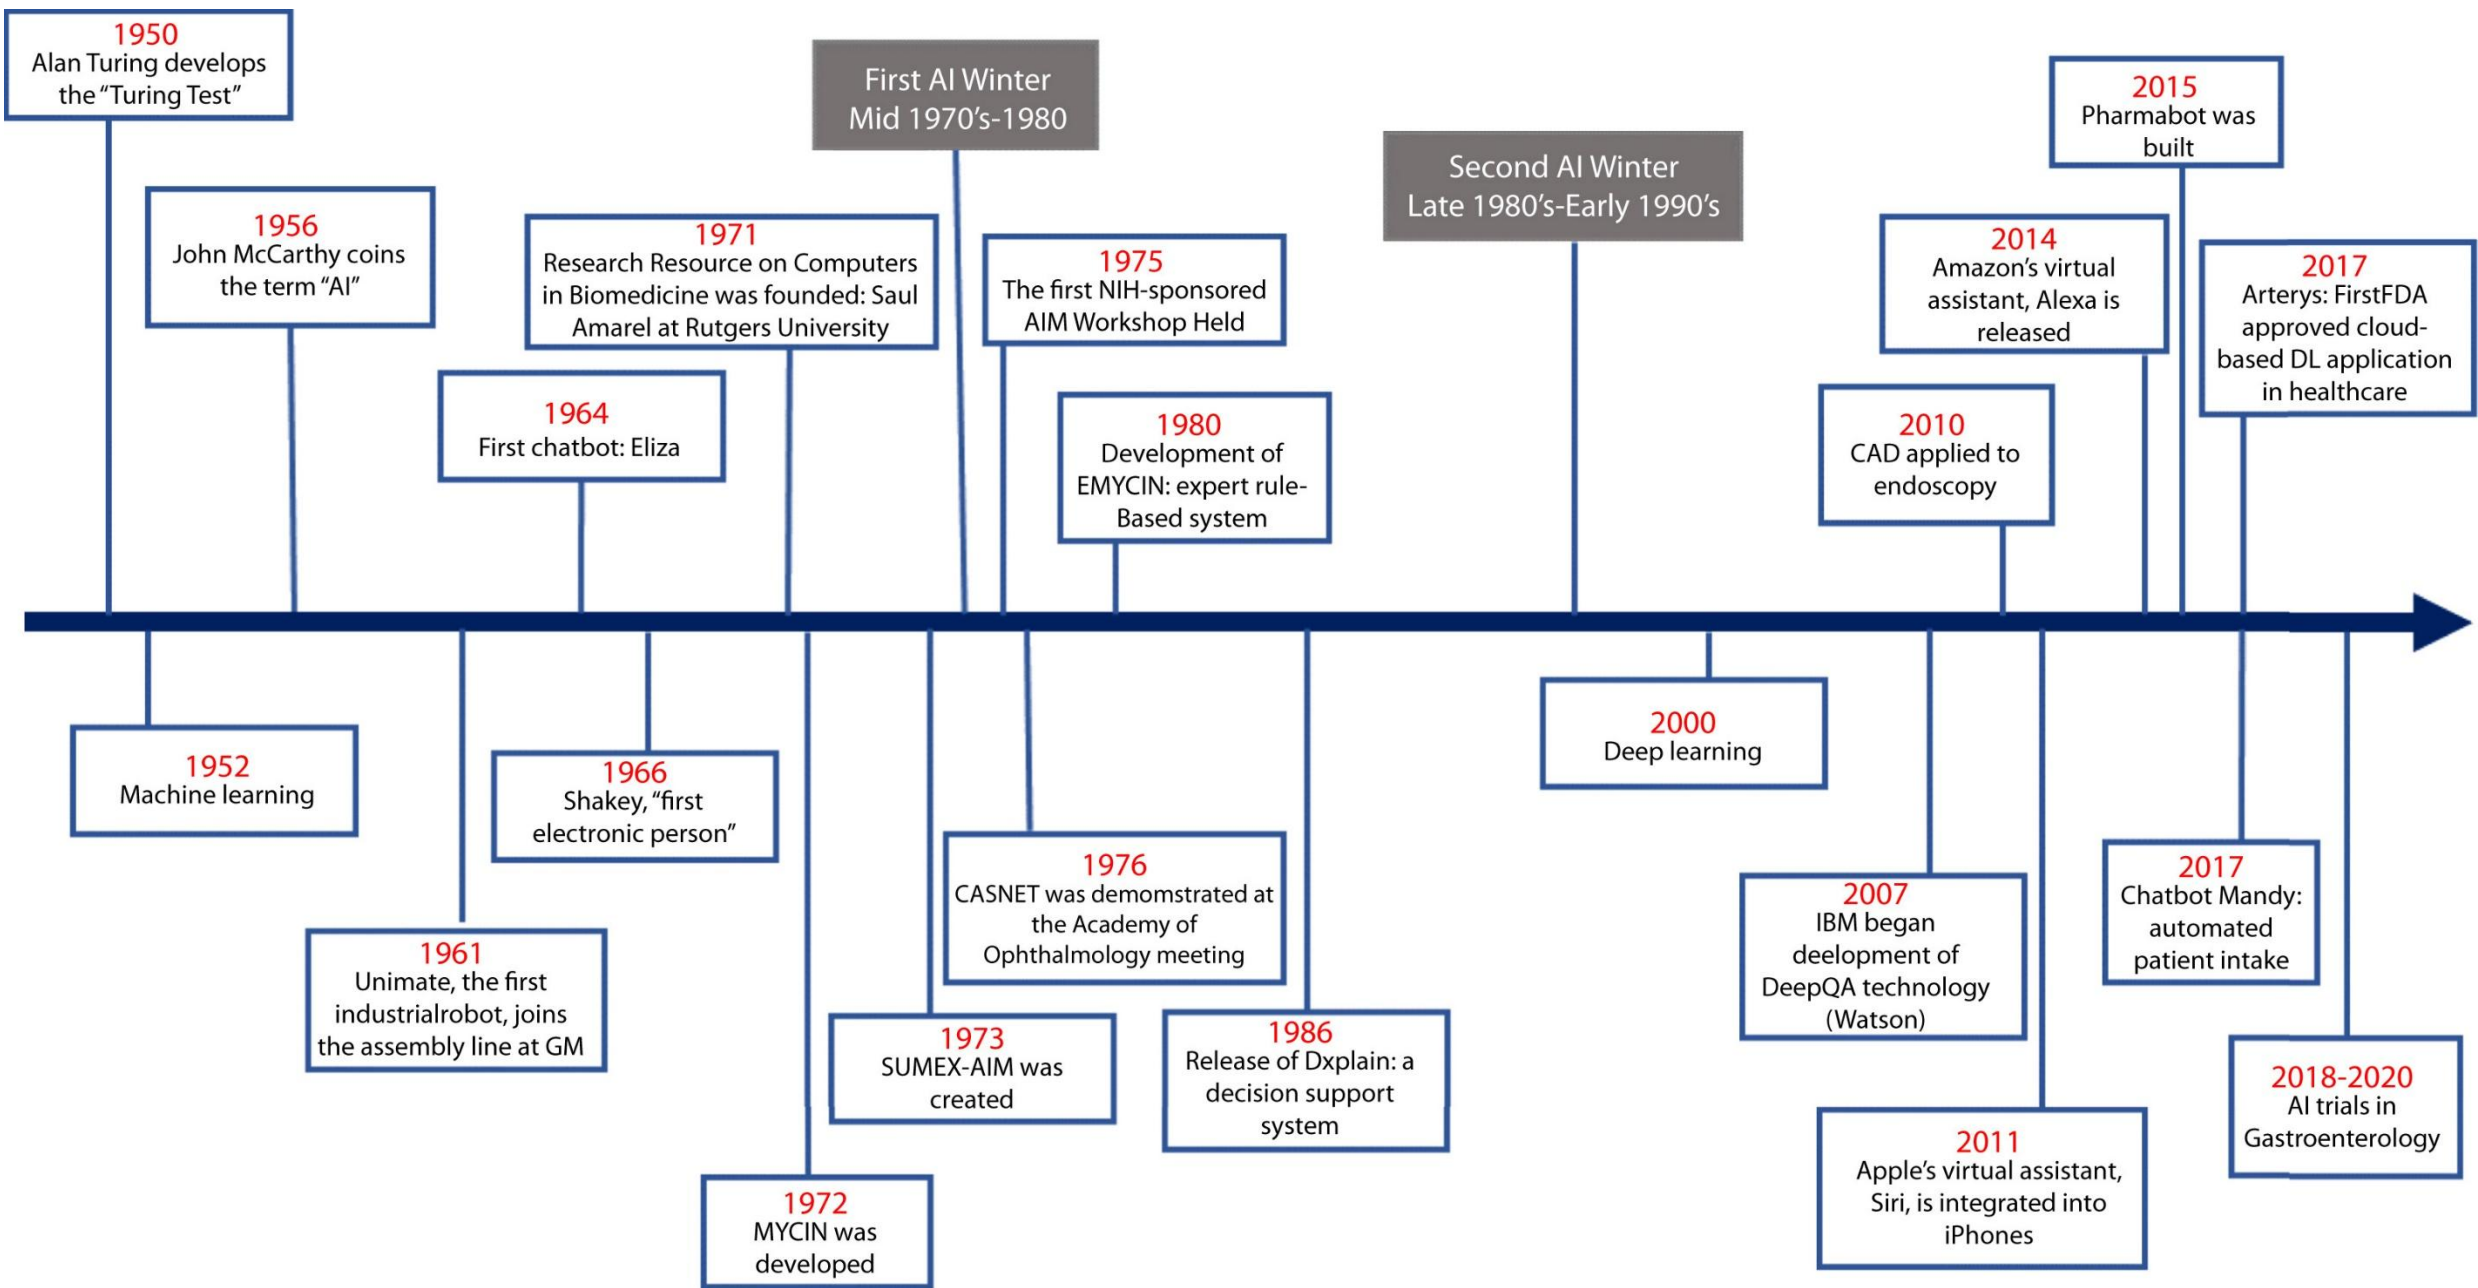 1950
Alan Turing develops
the “Turing Test”
1956
John McCarthy coins
the term “AI”
1964
First chatbot: Eliza
1971
Research Resource on Computers
in Biomedicine was founded: Saul
Amarel at Rutgers University
First AI Winter
Mid 1970’s-1980
1975
The first NIH-sponsored
AIM Workshop Held
1980
Development of
EMYCIN: expert rule-
Based system
Second AI Winter
Late 1980’s-Early 1990’s
2010
CAD applied to
endoscopy
2014
Amazon’s virtual
assistant, Alexa is
released
2015
Pharmabot was
built
2017
Arterys: FirstFDA
approved cloud-
based DL application
in healthcare
1952
Machine learning
1961
Unimate, the first
industrialrobot, joins
the assembly line at GM
1966
Shakey, “first
electronic person”
1972
MYCIN was
developed
1973
SUMEX-AIM was
created
1976
CASNET was demomstrated at
the Academy of
Ophthalmology meeting
1986
Release of Dxplain: a
decision support
system
2000
Deep learning
2007
IBM began
deelopment of
DeepQA technology
(Watson)
2011
Apple’s virtual assistant,
Siri, is integrated into
iPhones
2017
Chatbot Mandy:
automated
patient intake
2018-2020
AI trials in
Gastroenterology